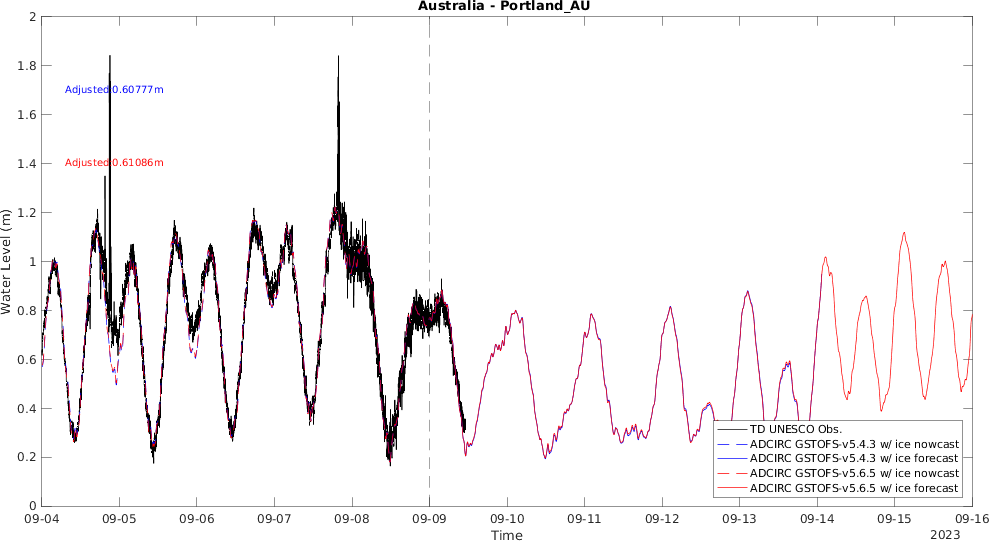 Australia - Portland_AU
2
1.8
1.6
1.4
1.2
1
0.8
0.6
0.4
0.2
0
Water Level (m)
Adjusted 0.60777m
Adjusted 0.61086m
TD UNESCO Obs.
ADCIRC GSTOFS-v5.4.3 w/ ice nowcast
ADCIRC GSTOFS-v5.4.3 w/ ice forecast
ADCIRC GSTOFS-v5.6.5 w/ ice nowcast
ADCIRC GSTOFS-v5.6.5 w/ ice forecast
09-04 09-05 09-06 09-07 09-08 09-09 09-10 09-11 09-12 09-13 09-14 09-15 09-16
Time
2023